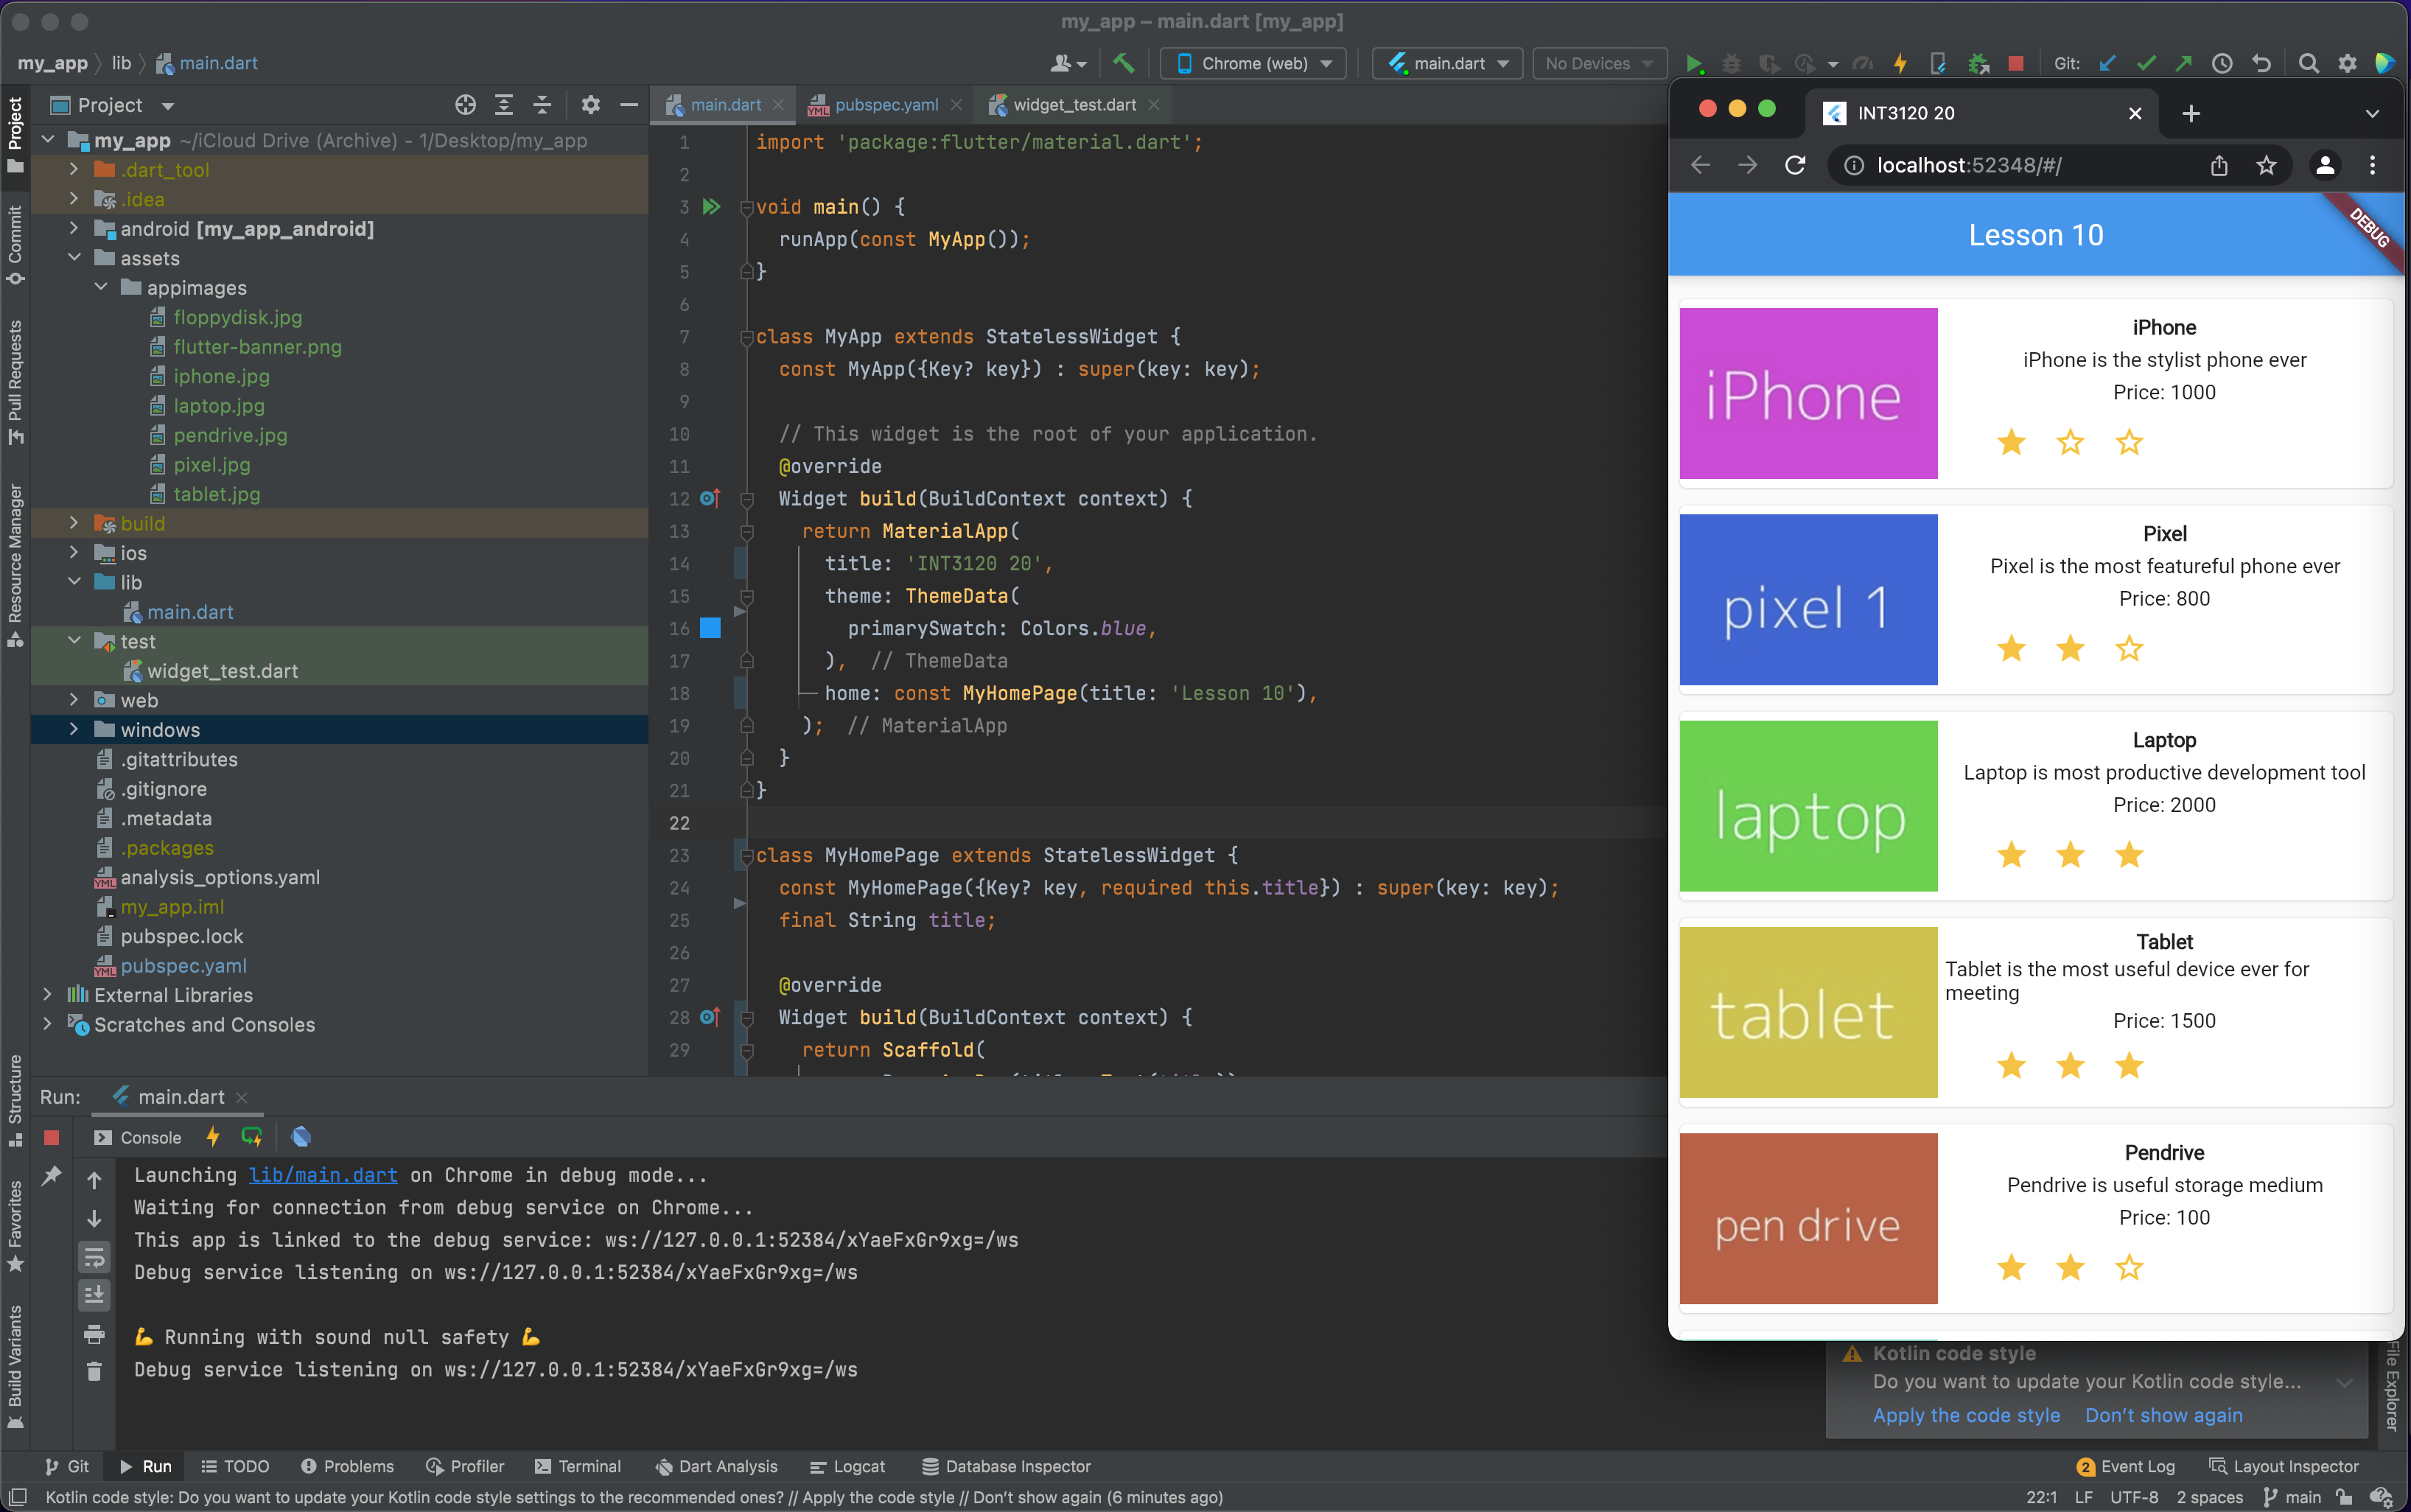 my_app – main.dart [my_app]
my_app
lib
main.dart
Chrome (web)
main.dart
No Devices
Git:
Project
Commit
Pull Requests
Resource Manager
Structure
Favorites
Build Variants
Project
my_app ~/iCloud Drive (Archive) - 1/Desktop/my_app
.dart_tool
.idea
android [my_app_android]
assets
appimages
floppydisk.jpg
flutter-banner.png
iphone.jpg
laptop.jpg
pendrive.jpg
pixel.jpg
tablet.jpg
build
ios
lib
main.dart
test
widget_test.dart
web
windows
.gitattributes
.gitignore
.metadata
.packages
analysis_options.yaml
my_app.iml
pubspec.lock
pubspec.yaml
External Libraries
Scratches and Consoles
main.dart
pubspec.yaml
widget_test.dart
1 import 'package:flutter/material.dart';
2
3 void main() {
4 runApp(const MyApp());
5 }
6
7 class MyApp extends StatelessWidget {
8 const MyApp({Key? key}) : super(key: key);
9
10 // This widget is the root of your application.
11 @override
12 Widget build(BuildContext context) {
13 return MaterialApp(
14 title: 'INT3120 20',
15 theme: ThemeData(
16 primarySwatch: Colors.blue,
17 ), // ThemeData
18 home: const MyHomePage(title: 'Lesson 10'),
19 ); // MaterialApp
20 }
21 }
22
23 class MyHomePage extends StatelessWidget {
24 const MyHomePage({Key? key, required this.title}) : super(key: key);
25 final String title;
26
27 @override
28 Widget build(BuildContext context) {
29 return Scaffold(
INT3120 20
localhost:52348/#/
Lesson 10
DEBUG
iPhone
iPhone
iPhone is the stylist phone ever
Price: 1000
pixel 1
Pixel
Pixel is the most featureful phone ever
Price: 800
laptop
Laptop
Laptop is most productive development tool
Price: 2000
tablet
Tablet
Tablet is the most useful device ever for
meeting
Price: 1500
pen drive
Pendrive
Pendrive is useful storage medium
Price: 100
Run:
main.dart
Console
Launching lib/main.dart on Chrome in debug mode...
Waiting for connection from debug service on Chrome...
This app is linked to the debug service: ws://127.0.0.1:52384/xYaeFxGr9xg=/ws
Debug service listening on ws://127.0.0.1:52384/xYaeFxGr9xg=/ws
💪 Running with sound null safety 💪
Debug service listening on ws://127.0.0.1:52384/xYaeFxGr9xg=/ws
Kotlin code style
Do you want to update your Kotlin code style...
Apply the code style
Don't show again
File Explorer
Git
Run
TODO
Problems
Profiler
Terminal
Dart Analysis
Logcat
Database Inspector
2 Event Log
Layout Inspector
Kotlin code style: Do you want to update your Kotlin code style settings to the recommended ones? // Apply the code style // Don't show again (6 minutes ago)
22:1
LF
UTF-8
2 spaces
main